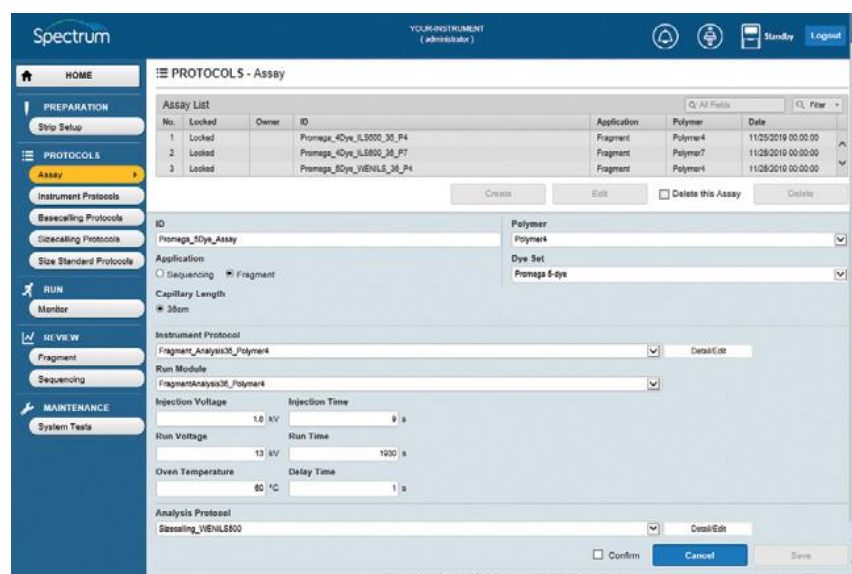 Spectrum
YOUR-INSTRUMENT
( administrator )
Standby
Logout
HOME
PREPARATION
Strip Setup
PROTOCOLS
Assay
Instrument Protocols
Basecalling Protocols
Sizecalling Protocols
Size Standard Protocols
RUN
Monitor
REVIEW
Fragment
Sequencing
MAINTENANCE
System Tests
PROTOCOLS - Assay
Assay List
All Fields
Filter
No. Locked Owner ID Application Polymer Date
1 Locked Promega_4Dye_ILS600_36_P4 Fragment Polymer4 11/25/2019 00:00:00
2 Locked Promega_4Dye_ILS600_36_P7 Fragment Polymer7 11/28/2019 00:00:00
3 Locked Promega_5Dye_WENILS_36_P4 Fragment Polymer4 11/28/2019 00:00:00
Create Edit Delete this Assay Delete
ID Polymer
Promega_5Dye_Assay Polymer4
Application Dye Set
Sequencing Fragment Promega 5-dye
Capillary Length
36cm
Instrument Protocol
Fragment_Analysis36_Polymer4 Detail/Edit
Run Module
FragmentAnalysis36_Polymer4
Injection Voltage Injection Time
1.6 kV 9 s
Run Voltage Run Time
13 kV 1930 s
Oven Temperature Delay Time
60 °C 1 s
Analysis Protocol
Sizecalling_WENILS500 Detail/Edit
Confirm Cancel Save